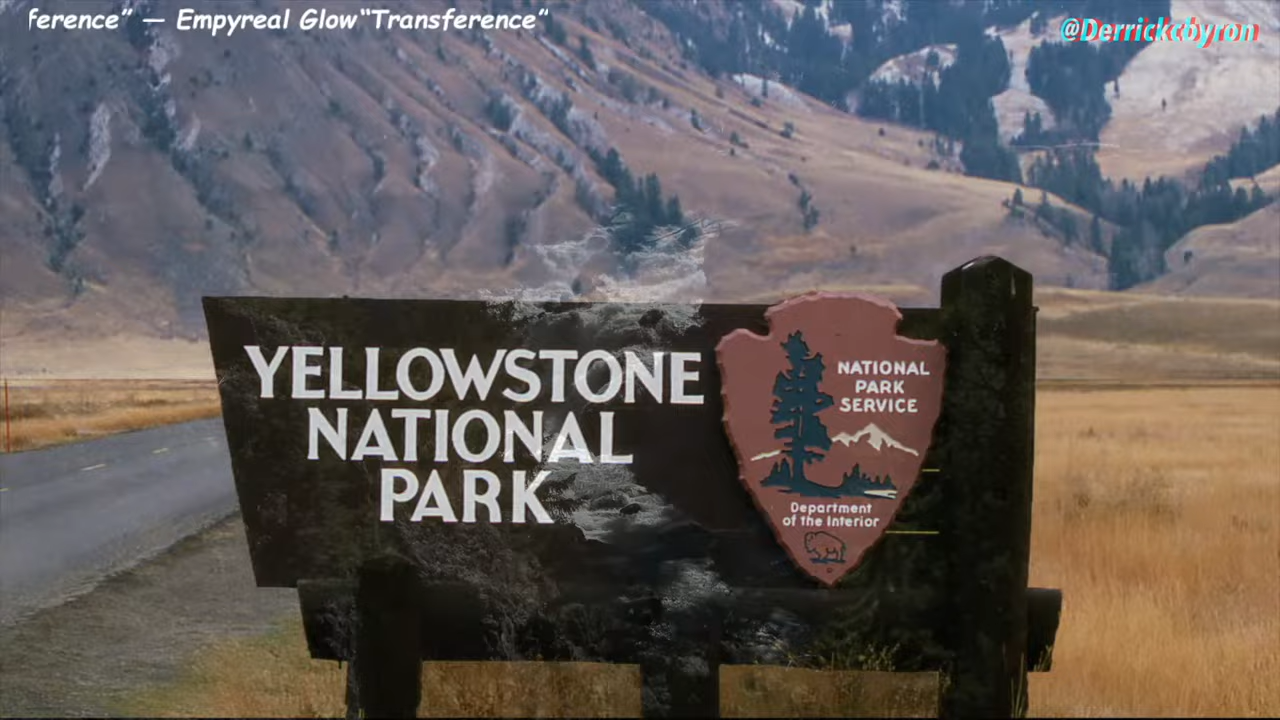 ference” — Empyreal Glow“Transference“
@Derrickcbyron
YELLOWSTONE
NATIONAL
PARK
NATIONAL
PARK
SERVICE
Department
of the Interior